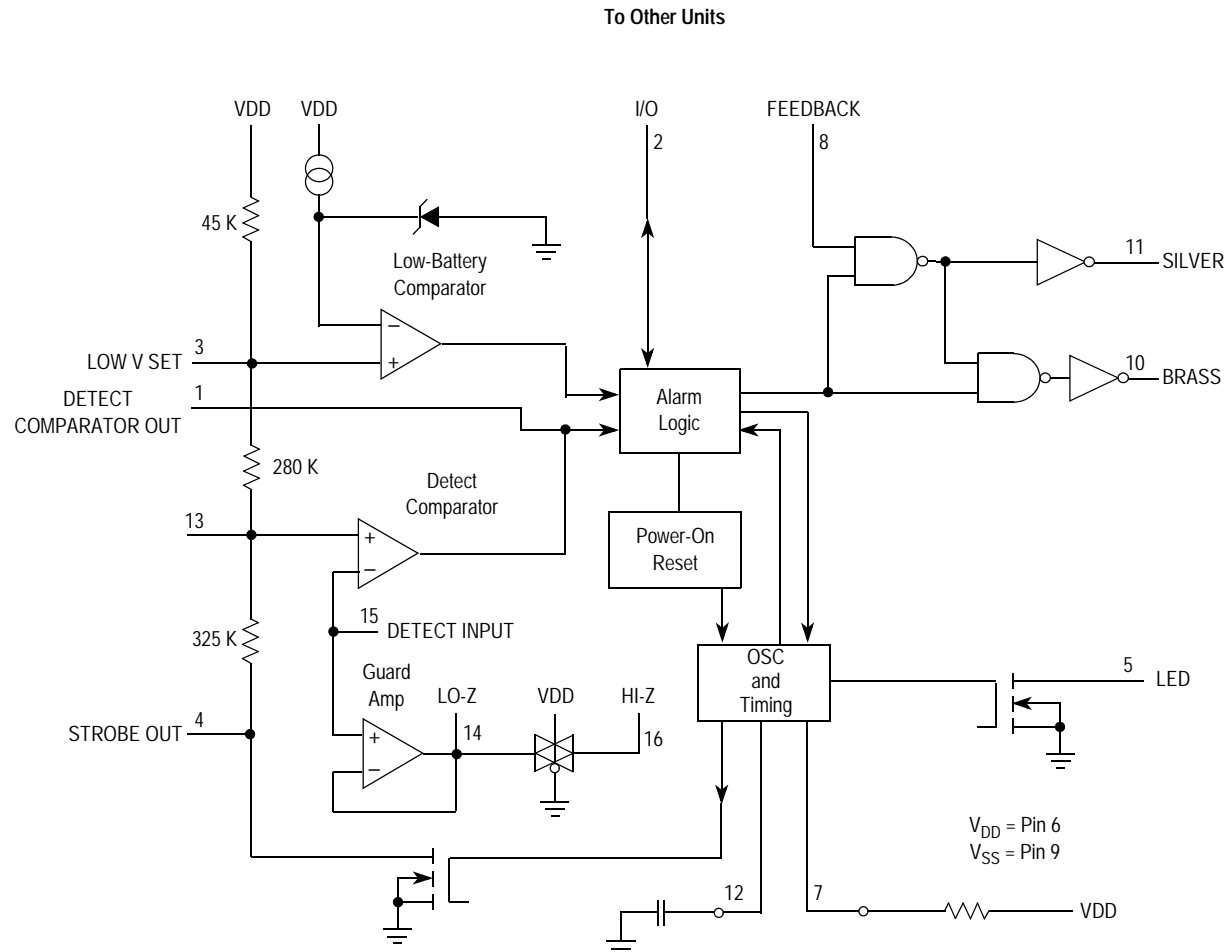 To Other Units
VDD
VDD
I/O
FEEDBACK
2
8
45 K
Low-Battery
Comparator
11
SILVER
−
+
3
LOW V SET
10
BRASS
1
DETECT
COMPARATOR OUT
Alarm
Logic
280 K
Detect
Comparator
13
+
−
Power-On
Reset
15
DETECT INPUT
325 K
OSC
and
Timing
5
LED
Guard
Amp
LO-Z
VDD
HI-Z
4
STROBE OUT
14
16
+
−
VDD = Pin 6
VSS = Pin 9
12
7
VDD